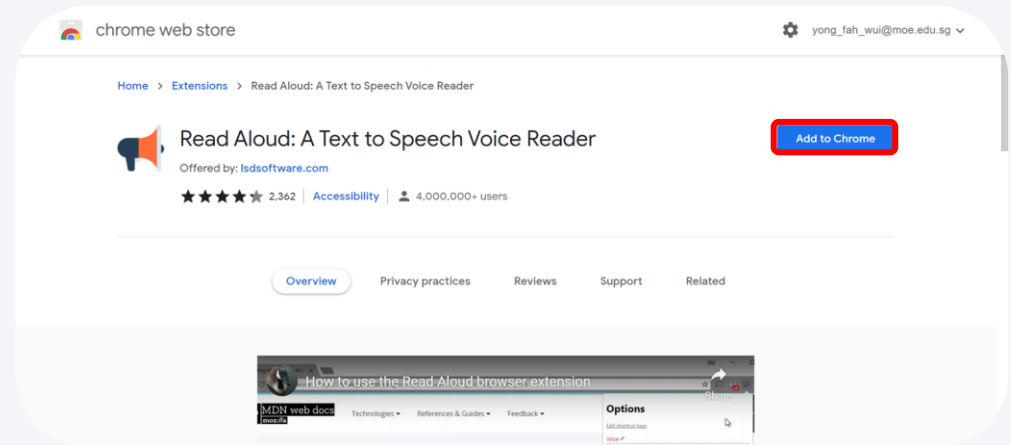 chrome web store
yong_fah_wui@moe.edu.sg
Home > Extensions > Read Aloud: A Text to Speech Voice Reader
Read Aloud: A Text to Speech Voice Reader
Add to Chrome
Offered by: lsdsoftware.com
2,362 Accessibility 4,000,000+ users
Overview Privacy practices Reviews Support Related
How to use the Read Aloud browser extension
Share
MDN web docs
moz://a
Technologies References & Guides Feedback
Options
Edit shortcut keys
Voice